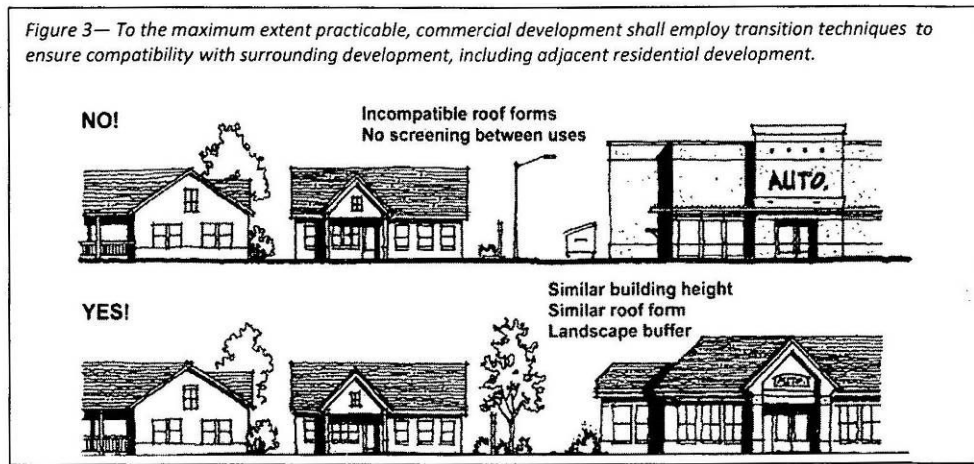 Figure 3— To the maximum extent practicable, commercial development shall employ transition techniques to
ensure compatibility with surrounding development, including adjacent residential development.
NO!
Incompatible roof forms
No screening between uses
AUTO.
YES!
Similar building height
Similar roof form
Landscape buffer